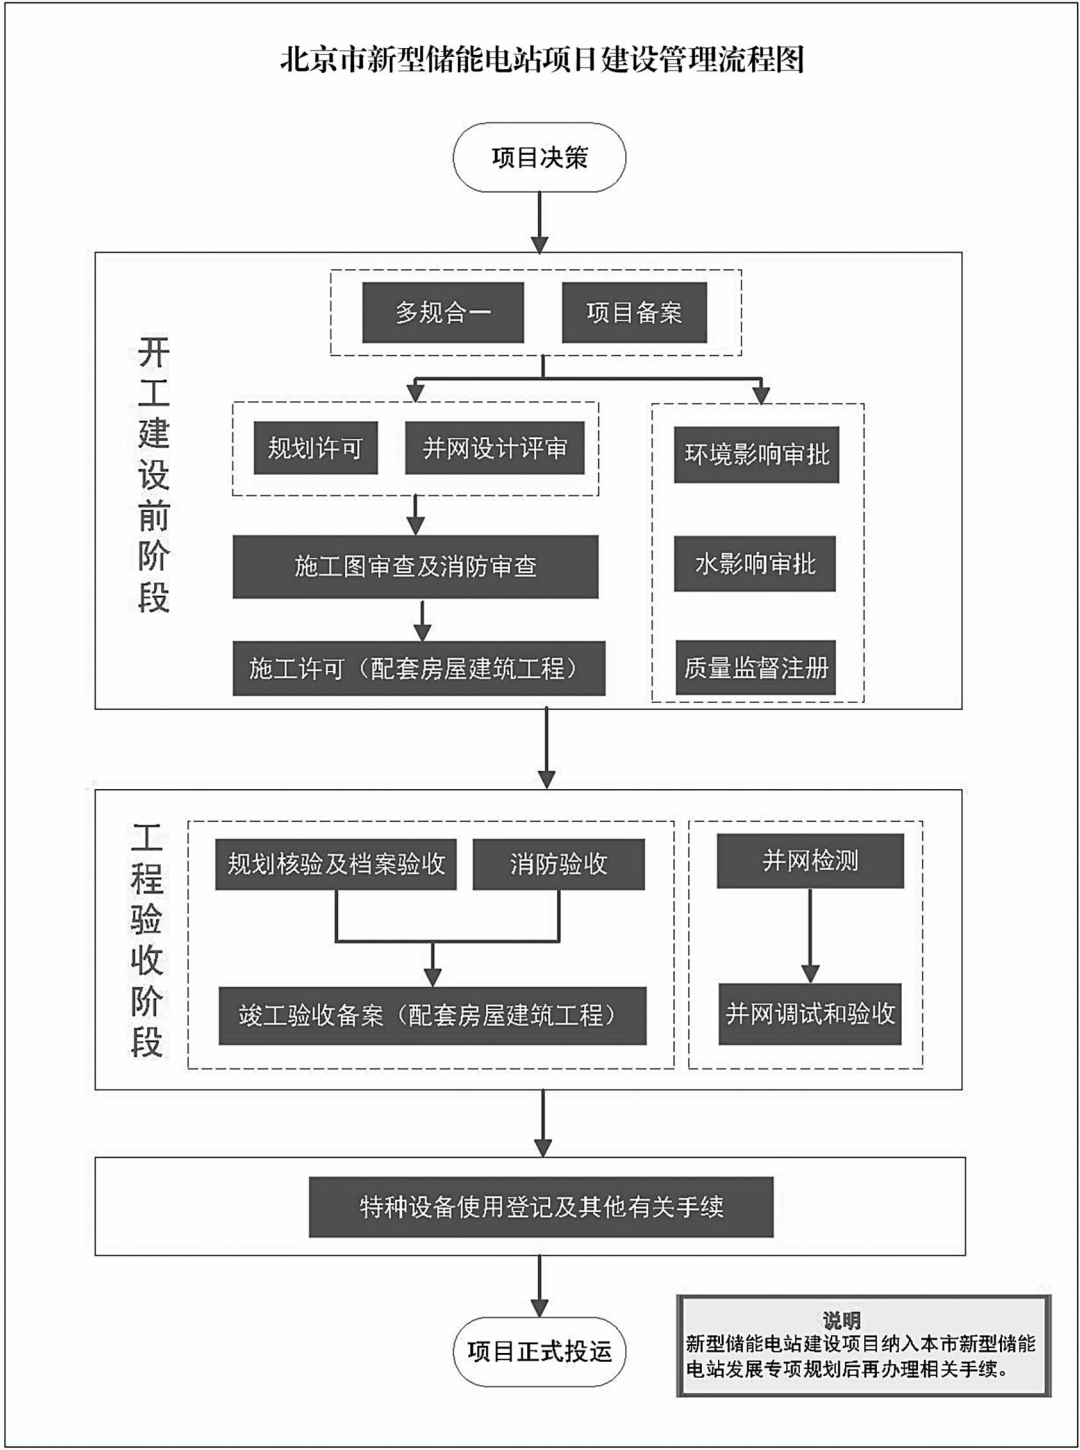 北京市新型储能电站项目建设管理流程图
项目决策
开工建设前阶段
多规合一
项目备案
规划许可
并网设计评审
环境影响审批
施工图审查及消防审查
水影响审批
施工许可（配套房屋建筑工程）
质量监督注册
工程验收阶段
规划核验及档案验收
消防验收
并网检测
竣工验收备案（配套房屋建筑工程）
并网调试和验收
特种设备使用登记及其他有关手续
项目正式投运
说明
新型储能电站建设项目纳入本市新型储能
电站发展专项规划后再办理相关手续。